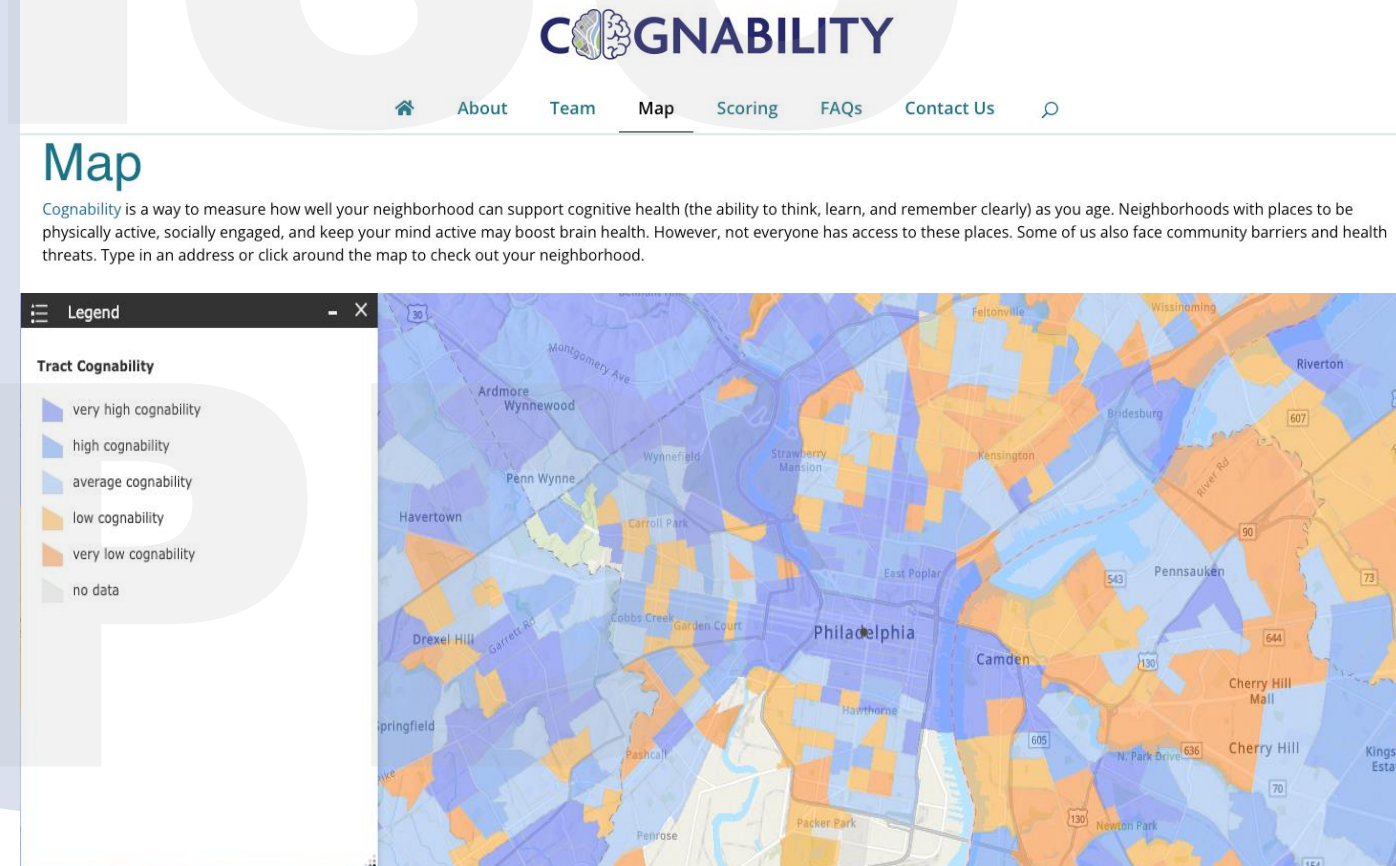 COGNABILITY
About Team Map Scoring FAQs Contact Us
Map
Cognability is a way to measure how well your neighborhood can support cognitive health (the ability to think, learn, and remember clearly) as you age. Neighborhoods with places to be
physically active, socially engaged, and keep your mind active may boost brain health. However, not everyone has access to these places. Some of us also face community barriers and health
threats. Type in an address or click around the map to check out your neighborhood.
Legend
Tract Cognability
very high cognability
high cognability
average cognability
low cognability
very low cognability
no data
30
Feltonville
Wissinoming
Montgomery Ave
Riverton
Ardmore
Wynnewood
Bridesburg
607
Wynnefield
Strawberry
Mansion
Kensington
River Rd
Penn Wynne
Havertown
Carroll Park
90
East Poplar
543
Pennsauken
73
Cobbs Creek
Garden Court
Philadelphia
Drexel Hill
Garrett Rd
644
Camden
130
Cherry Hill
Mall
Hawthorne
Springfield
605
N. Park Drive
636
Cherry Hill
Kings
Esta
Paschall
pike
70
130
Packer Park
Newton Park
Penrose
154